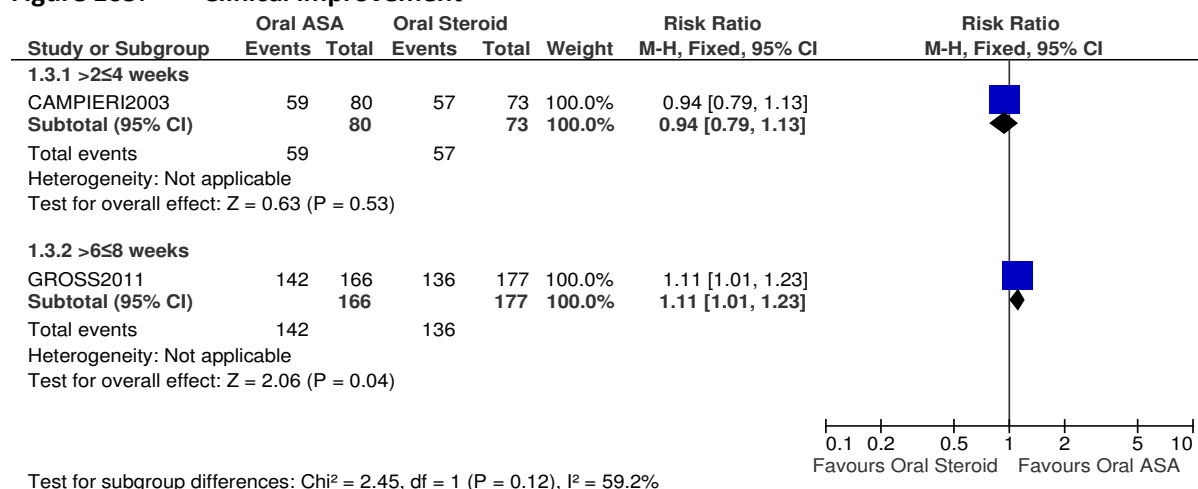 Oral ASA Oral Steroid Risk Ratio Risk Ratio
Study or Subgroup Events Total Events Total Weight M-H, Fixed, 95% CI M-H, Fixed, 95% CI
1.3.1 >2≤4 weeks
CAMPIERI2003 59 80 57 73 100.0% 0.94 [0.79, 1.13]
Subtotal (95% CI) 80 73 100.0% 0.94 [0.79, 1.13]
Total events 59 57
Heterogeneity: Not applicable
Test for overall effect: Z = 0.63 (P = 0.53)
1.3.2 >6≤8 weeks
GROSS2011 142 166 136 177 100.0% 1.11 [1.01, 1.23]
Subtotal (95% CI) 166 177 100.0% 1.11 [1.01, 1.23]
Total events 142 136
Heterogeneity: Not applicable
Test for overall effect: Z = 2.06 (P = 0.04)
0.1 0.2 0.5 1 2 5 10
Favours Oral Steroid Favours Oral ASA
Test for subgroup differences: Chi² = 2.45, df = 1 (P = 0.12), I² = 59.2%